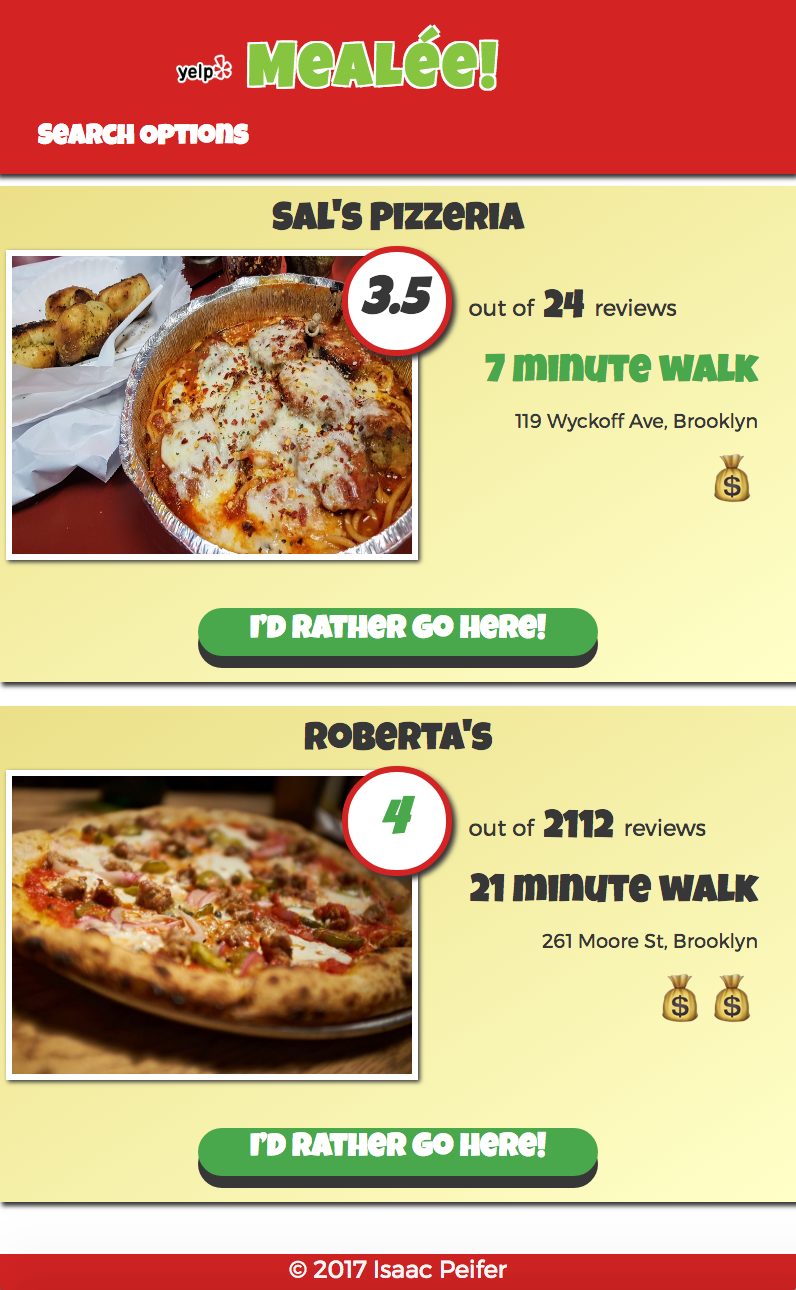 yelp Mealée!
Search Options
Sal's Pizzeria
3.5 out of 24 reviews
7 minute walk
119 Wyckoff Ave, Brooklyn
$
I'd rather go here!
Roberta's
4 out of 2112 reviews
21 minute walk
261 Moore St, Brooklyn
$ $
I'd rather go here!
© 2017 Isaac Peifer